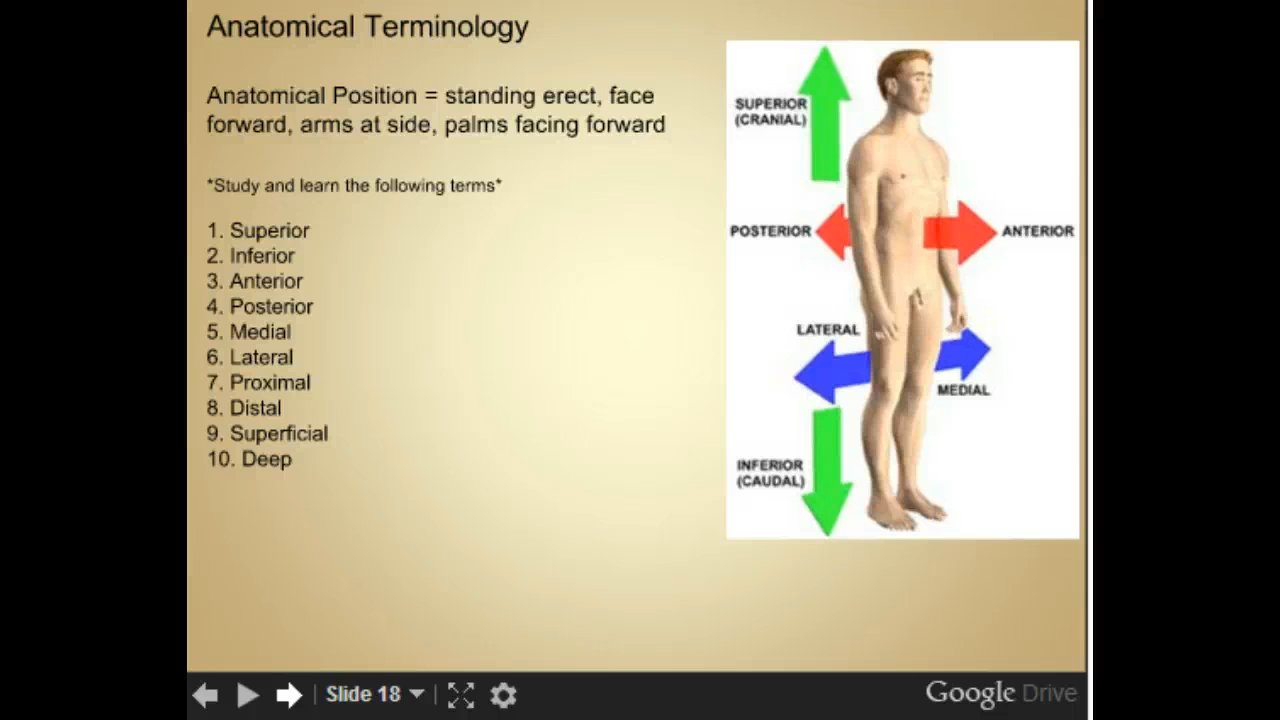 Anatomical Terminology
Anatomical Position = standing erect, face
forward, arms at side, palms facing forward
*Study and learn the following terms*
1. Superior
2. Inferior
3. Anterior
4. Posterior
5. Medial
6. Lateral
7. Proximal
8. Distal
9. Superficial
10. Deep
SUPERIOR
(CRANIAL)
POSTERIOR
ANTERIOR
LATERAL
MEDIAL
INFERIOR
(CAUDAL)
Slide 18
Google Drive